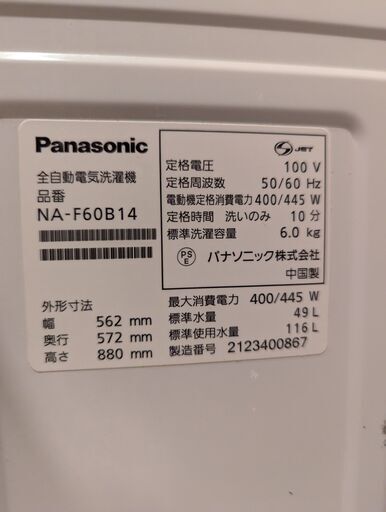 Panasonic
全自動電気洗濯機
品番
NA-F60B14
外形寸法
幅 562 mm
奥行 572 mm
高さ 880 mm
S JET
定格電圧 100 V
定格周波数 50/60 Hz
電動機定格消費電力 400/445 W
定格時間 洗いのみ 10 分
標準洗濯容量 6.0 kg
PS E パナソニック株式会社
中国製
最大消費電力 400/445 W
標準水量 49 L
標準使用水量 116 L
製造番号 2123400867